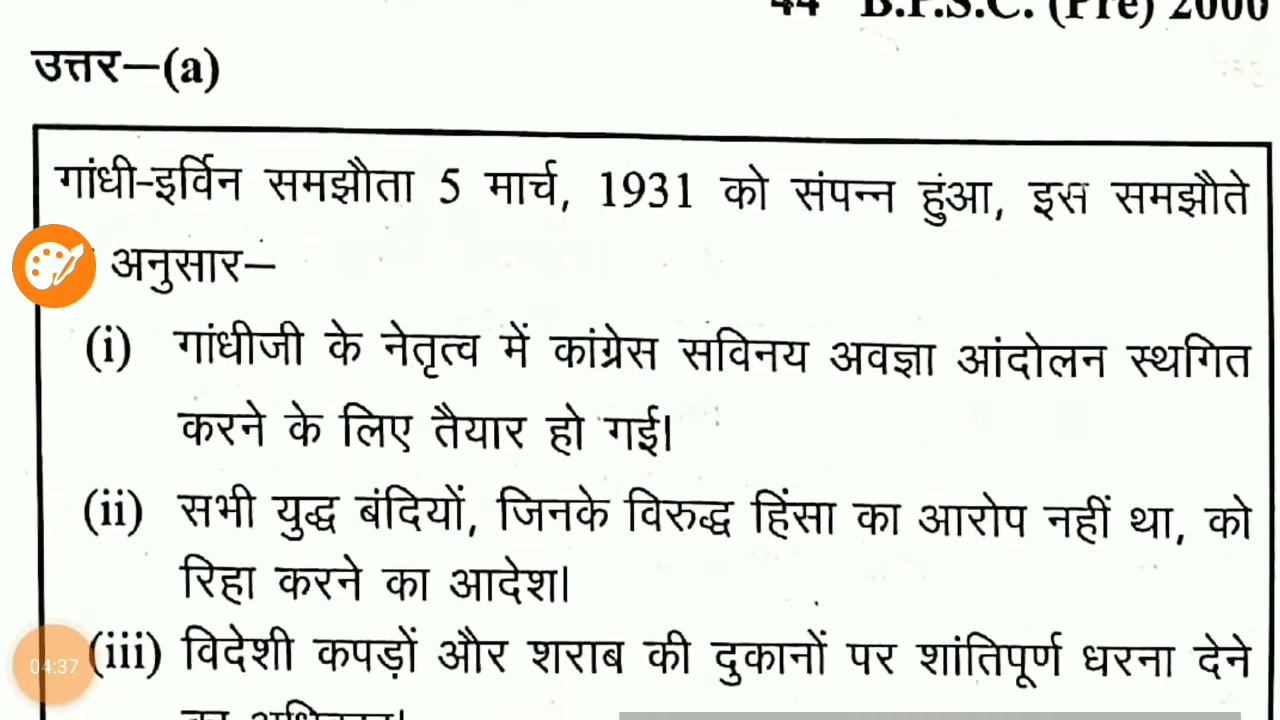 44 B.P.S.C. (Pre) 2000
उत्तर—(a)
गांधी-इर्विन समझौता 5 मार्च, 1931 को संपन्न हुंआ, इस समझौते
अनुसार—
(i) गांधीजी के नेतृत्व में कांग्रेस सविनय अवज्ञा आंदोलन स्थगित
करने के लिए तैयार हो गई।
(ii) सभी युद्ध बंदियों, जिनके विरुद्ध हिंसा का आरोप नहीं था, को
रिहा करने का आदेश।
(iii) विदेशी कपड़ों और शराब की दुकानों पर शांतिपूर्ण धरना देने
04:37